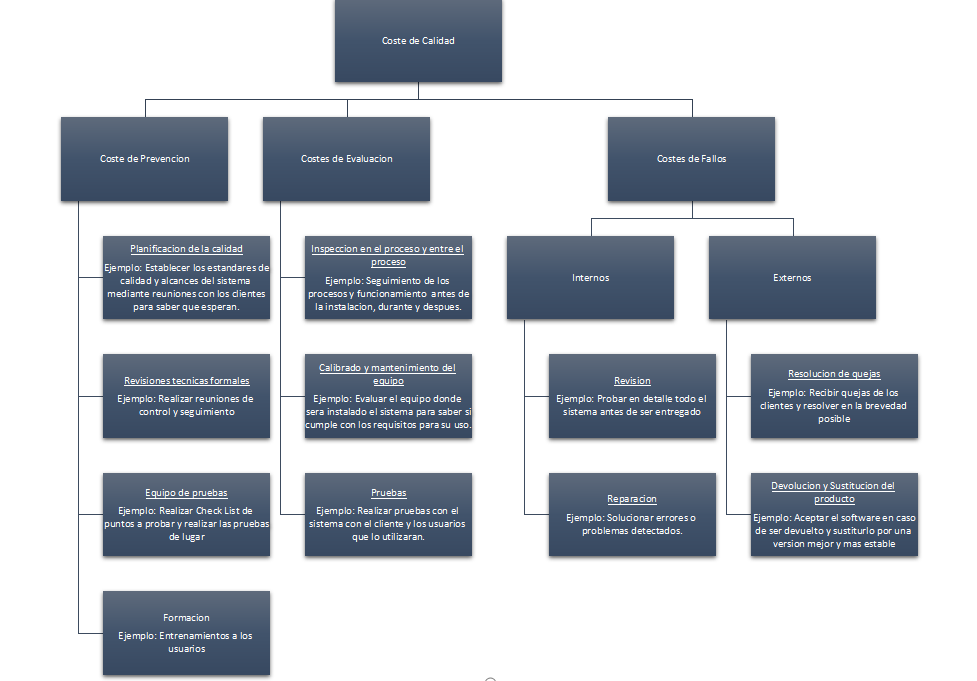 Coste de Calidad
Coste de Prevencion
Costes de Evaluacion
Costes de Fallos
Planificacion de la calidad
Ejemplo: Establecer los estandares de
calidad y alcances del sistema
mediante reuniones con los clientes
para saber que esperan.
Revisiones tecnicas formales
Ejemplo: Realizar reuniones de
control y seguimiento
Equipo de pruebas
Ejemplo: Realizar Check List de
puntos a probar y realizar las pruebas
de lugar
Formacion
Ejemplo: Entrenamientos a los
usuarios
Inspeccion en el proceso y entre el
proceso
Ejemplo: Seguimiento de los
procesos y funcionamiento antes de
la instalacion, durante y despues.
Calibrado y mantenimiento del
equipo
Ejemplo: Evaluar el equipo donde
sera instalado el sistema para saber si
cumple con los requisitos para su uso.
Pruebas
Ejemplo: Realizar pruebas con el
sistema con el cliente y los usuarios
que lo utilizaran.
Internos
Revision
Ejemplo: Probar en detalle todo el
sistema antes de ser entregado
Reparacion
Ejemplo: Solucionar errores o
problemas detectados.
Externos
Resolucion de quejas
Ejemplo: Recibir quejas de los
clientes y resolver en la brevedad
posible
Devolucion y Sustitucion del
producto
Ejemplo: Aceptar el software en caso
de ser devuelto y sustiturlo por una
version mejor y mas estable